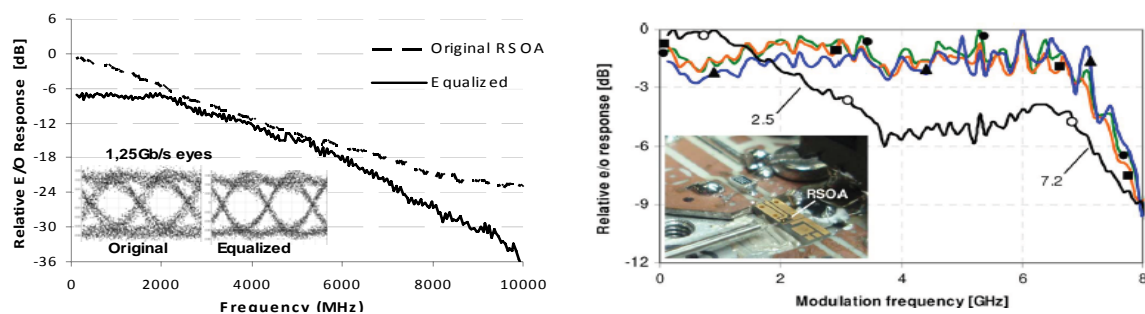 Relative E/O Response [dB]
6
0
-6
-12
-18
-24
-30
-36
Original RSOA
Equalized
1,25Gb/s eyes
Original
Equalized
0
2000
4000
6000
8000
10000
Frequency (MHz)
Relative e/o response [dB]
0
-3
-6
-9
-12
2.5
7.2
RSOA
0
2
4
6
8
Modulation frequency [GHz]